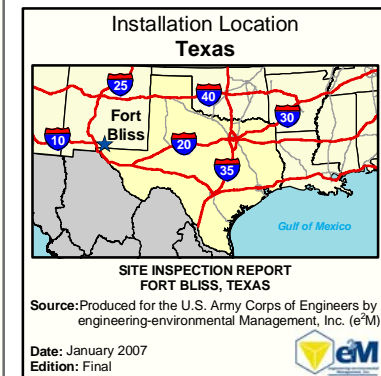 Installation Location
Texas
25
40
30
Fort
Bliss
10
20
35
Gulf of Mexico
SITE INSPECTION REPORT
FORT BLISS, TEXAS
Source:Produced for the U.S. Army Corps of Engineers by
engineering-environmental Management, Inc. (e²M)
Date: January 2007
Edition: Final
e²M